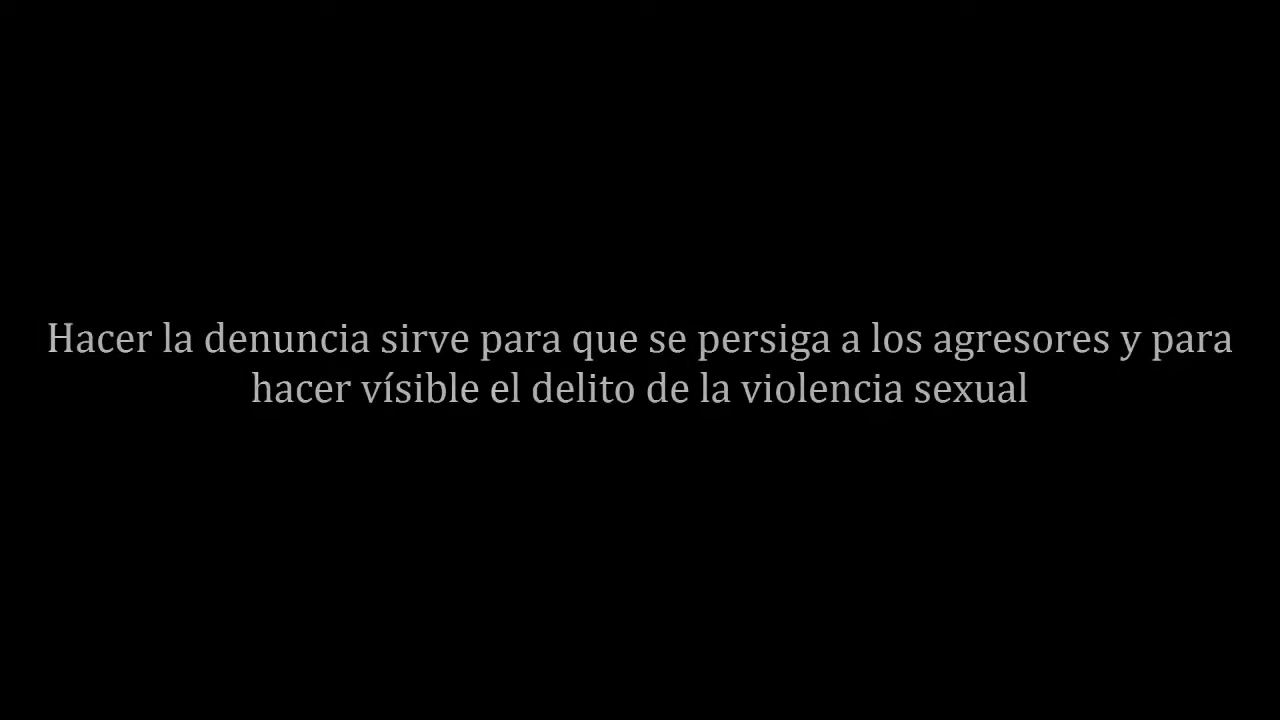 Hacer la denuncia sirve para que se persiga a los agresores y para
hacer vísible el delito de la violencia sexual